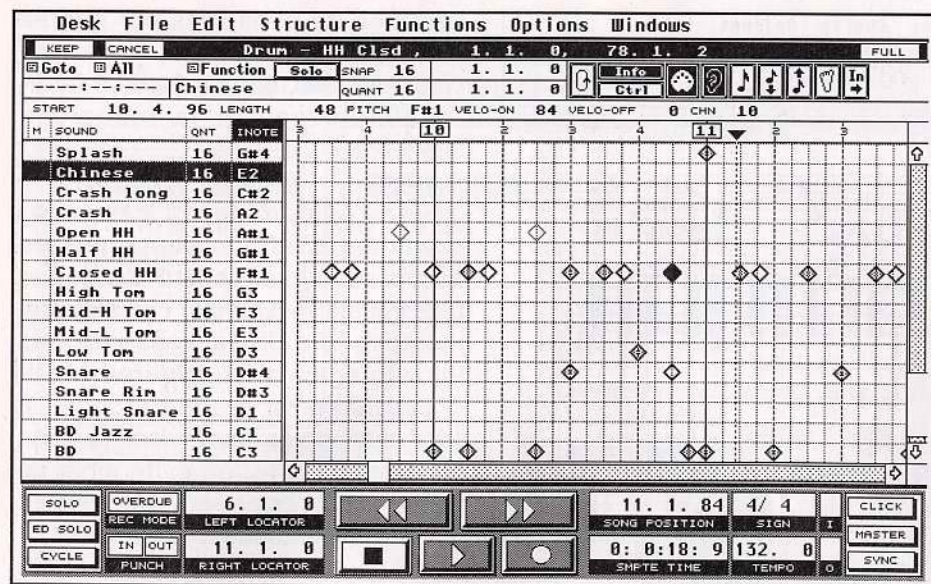 Desk File Edit Structure Functions Options Windows
KEEP CANCEL Drum - HH Clsd , 1. 1. 0, 78. 1. 2 FULL
Goto All Function Solo SNAP 16 1. 1. 0 Info In
----:--:--- Chinese QUANT 16 1. 1. 0 Ctrl
START 10. 4. 96 LENGTH 48 PITCH F#1 VELO-ON 84 VELO-OFF 0 CHN 10
M SOUND QNT INOTE 3 4 10 2 3 4 11 2 3
Splash 16 G#4
Chinese 16 E2
Crash long 16 C#2
Crash 16 A2
Open HH 16 A#1
Half HH 16 G#1
Closed HH 16 F#1
High Tom 16 G3
Mid-H Tom 16 F3
Mid-L Tom 16 E3
Low Tom 16 D3
Snare 16 D#4
Snare Rim 16 D#3
Light Snare 16 D1
BD Jazz 16 C1
BD 16 C3
SOLO OVERDUB 6. 1. 0 11. 1. 84 4/ 4 CLICK
REC MODE LEFT LOCATOR SONG POSITION SIGN I
ED SOLO MASTER
CYCLE IN OUT 11. 1. 0 0: 0:18: 9 132. 0 SYNC
PUNCH RIGHT LOCATOR SMPTE TIME TEMPO O